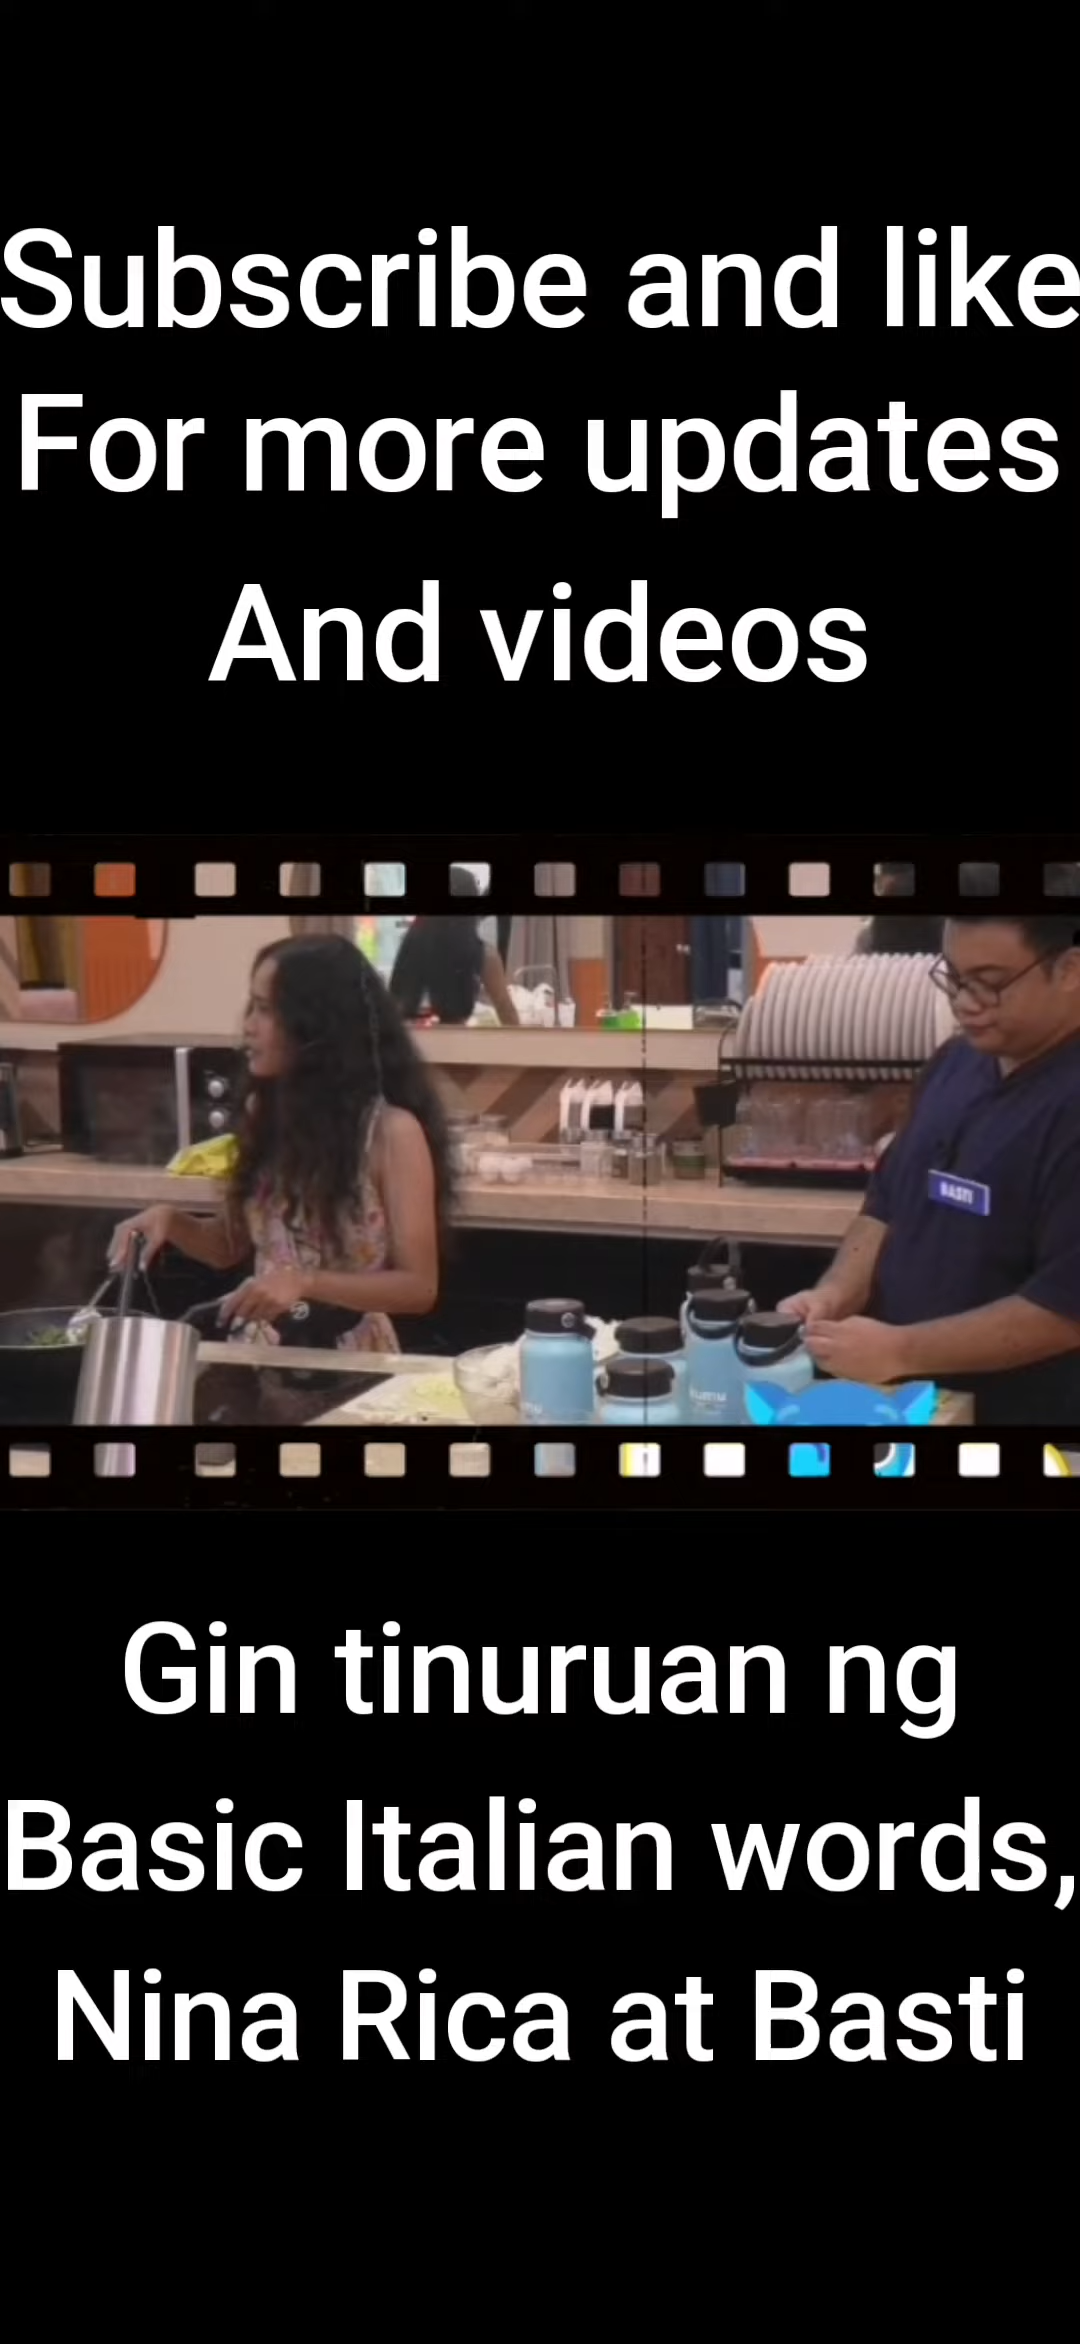 Subscribe and like
For more updates
And videos
BASTI
kumu
Gin tinuruan ng
Basic Italian words,
Nina Rica at Basti